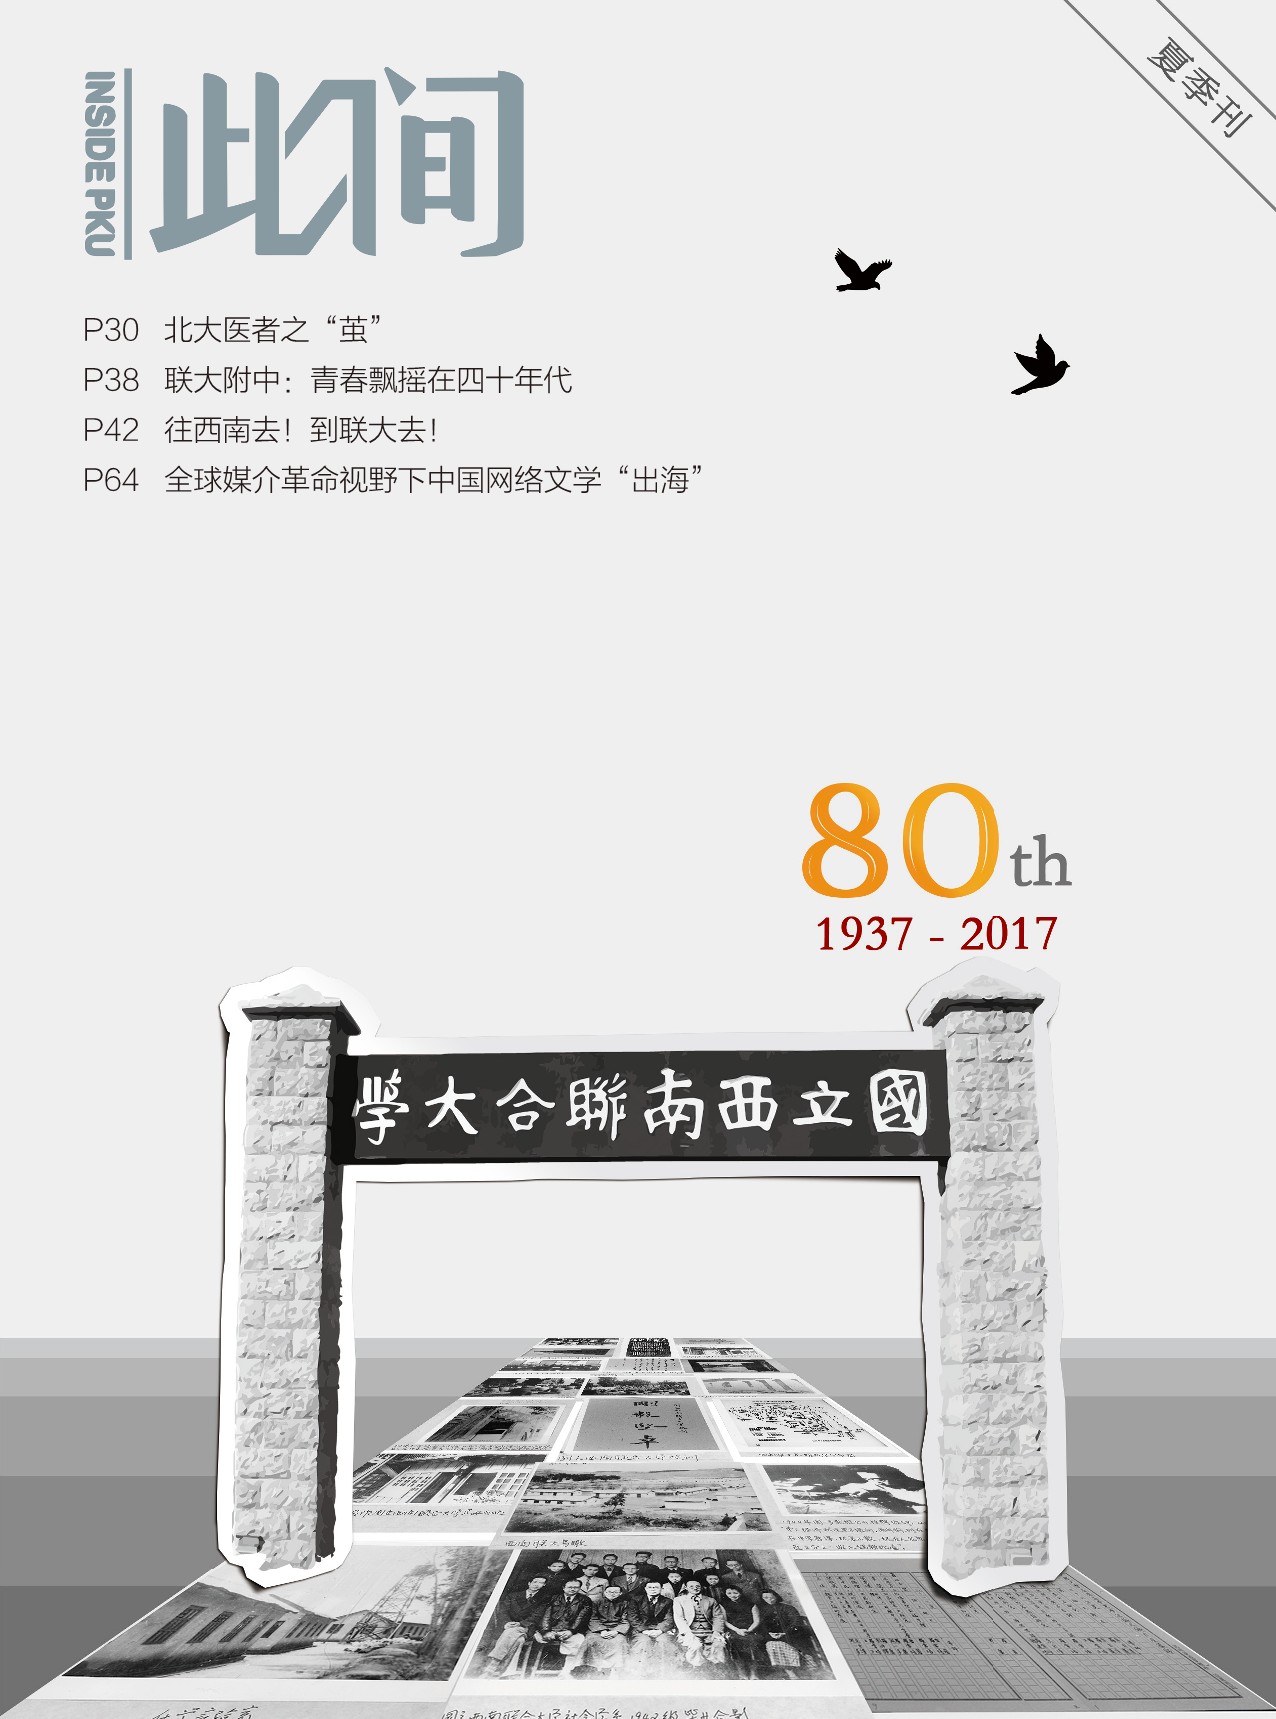 此间
INSIDE PKU
夏季刊
P30 北大医者之“茧”
P38 联大附中：青春飘摇在四十年代
P42 往西南去！到联大去！
P64 全球媒介革命视野下中国网络文学“出海”
80th
1937 - 2017
國立西南聯合大學